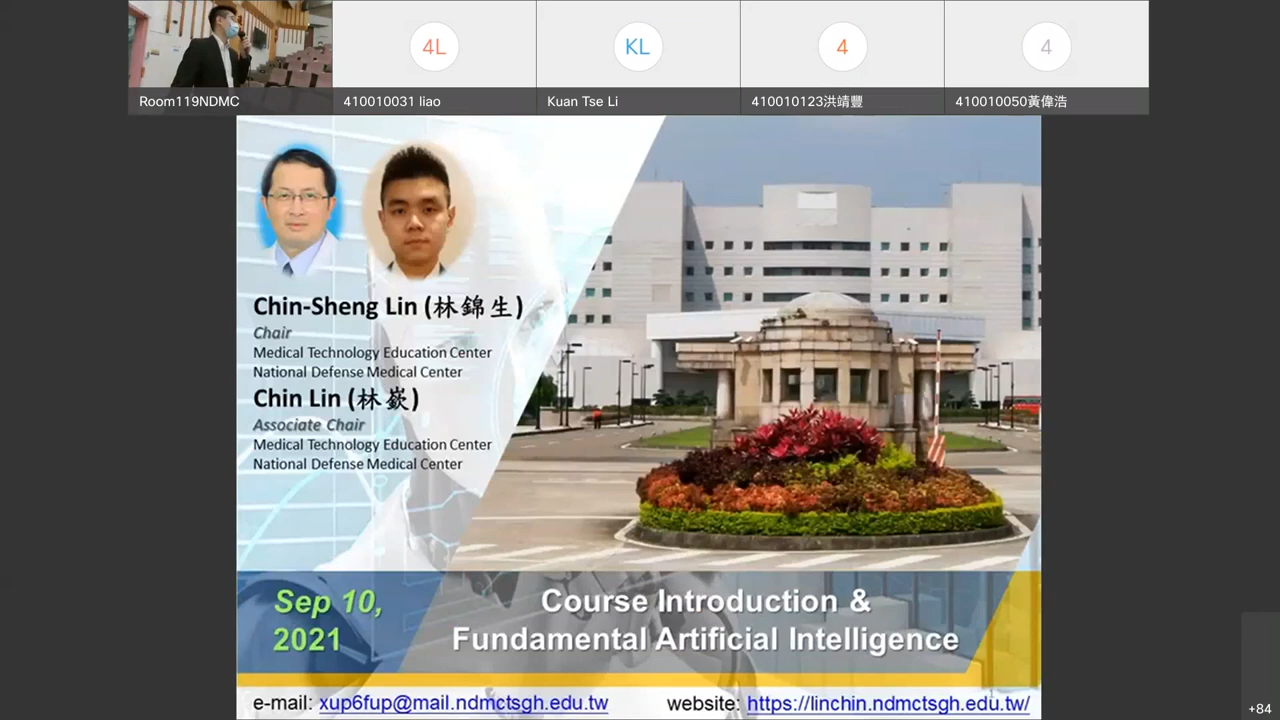 4L
KL
4
4
Room119NDMC
410010031 liao
Kuan Tse Li
410010123洪靖豐
410010050黃偉浩
Chin-Sheng Lin (林錦生)
Chair
Medical Technology Education Center
National Defense Medical Center
Chin Lin (林嶔)
Associate Chair
Medical Technology Education Center
National Defense Medical Center
Sep 10,
2021
Course Introduction &
Fundamental Artificial Intelligence
e-mail: xup6fup@mail.ndmctsgh.edu.tw
website: https://linchin.ndmctsgh.edu.tw/
+84